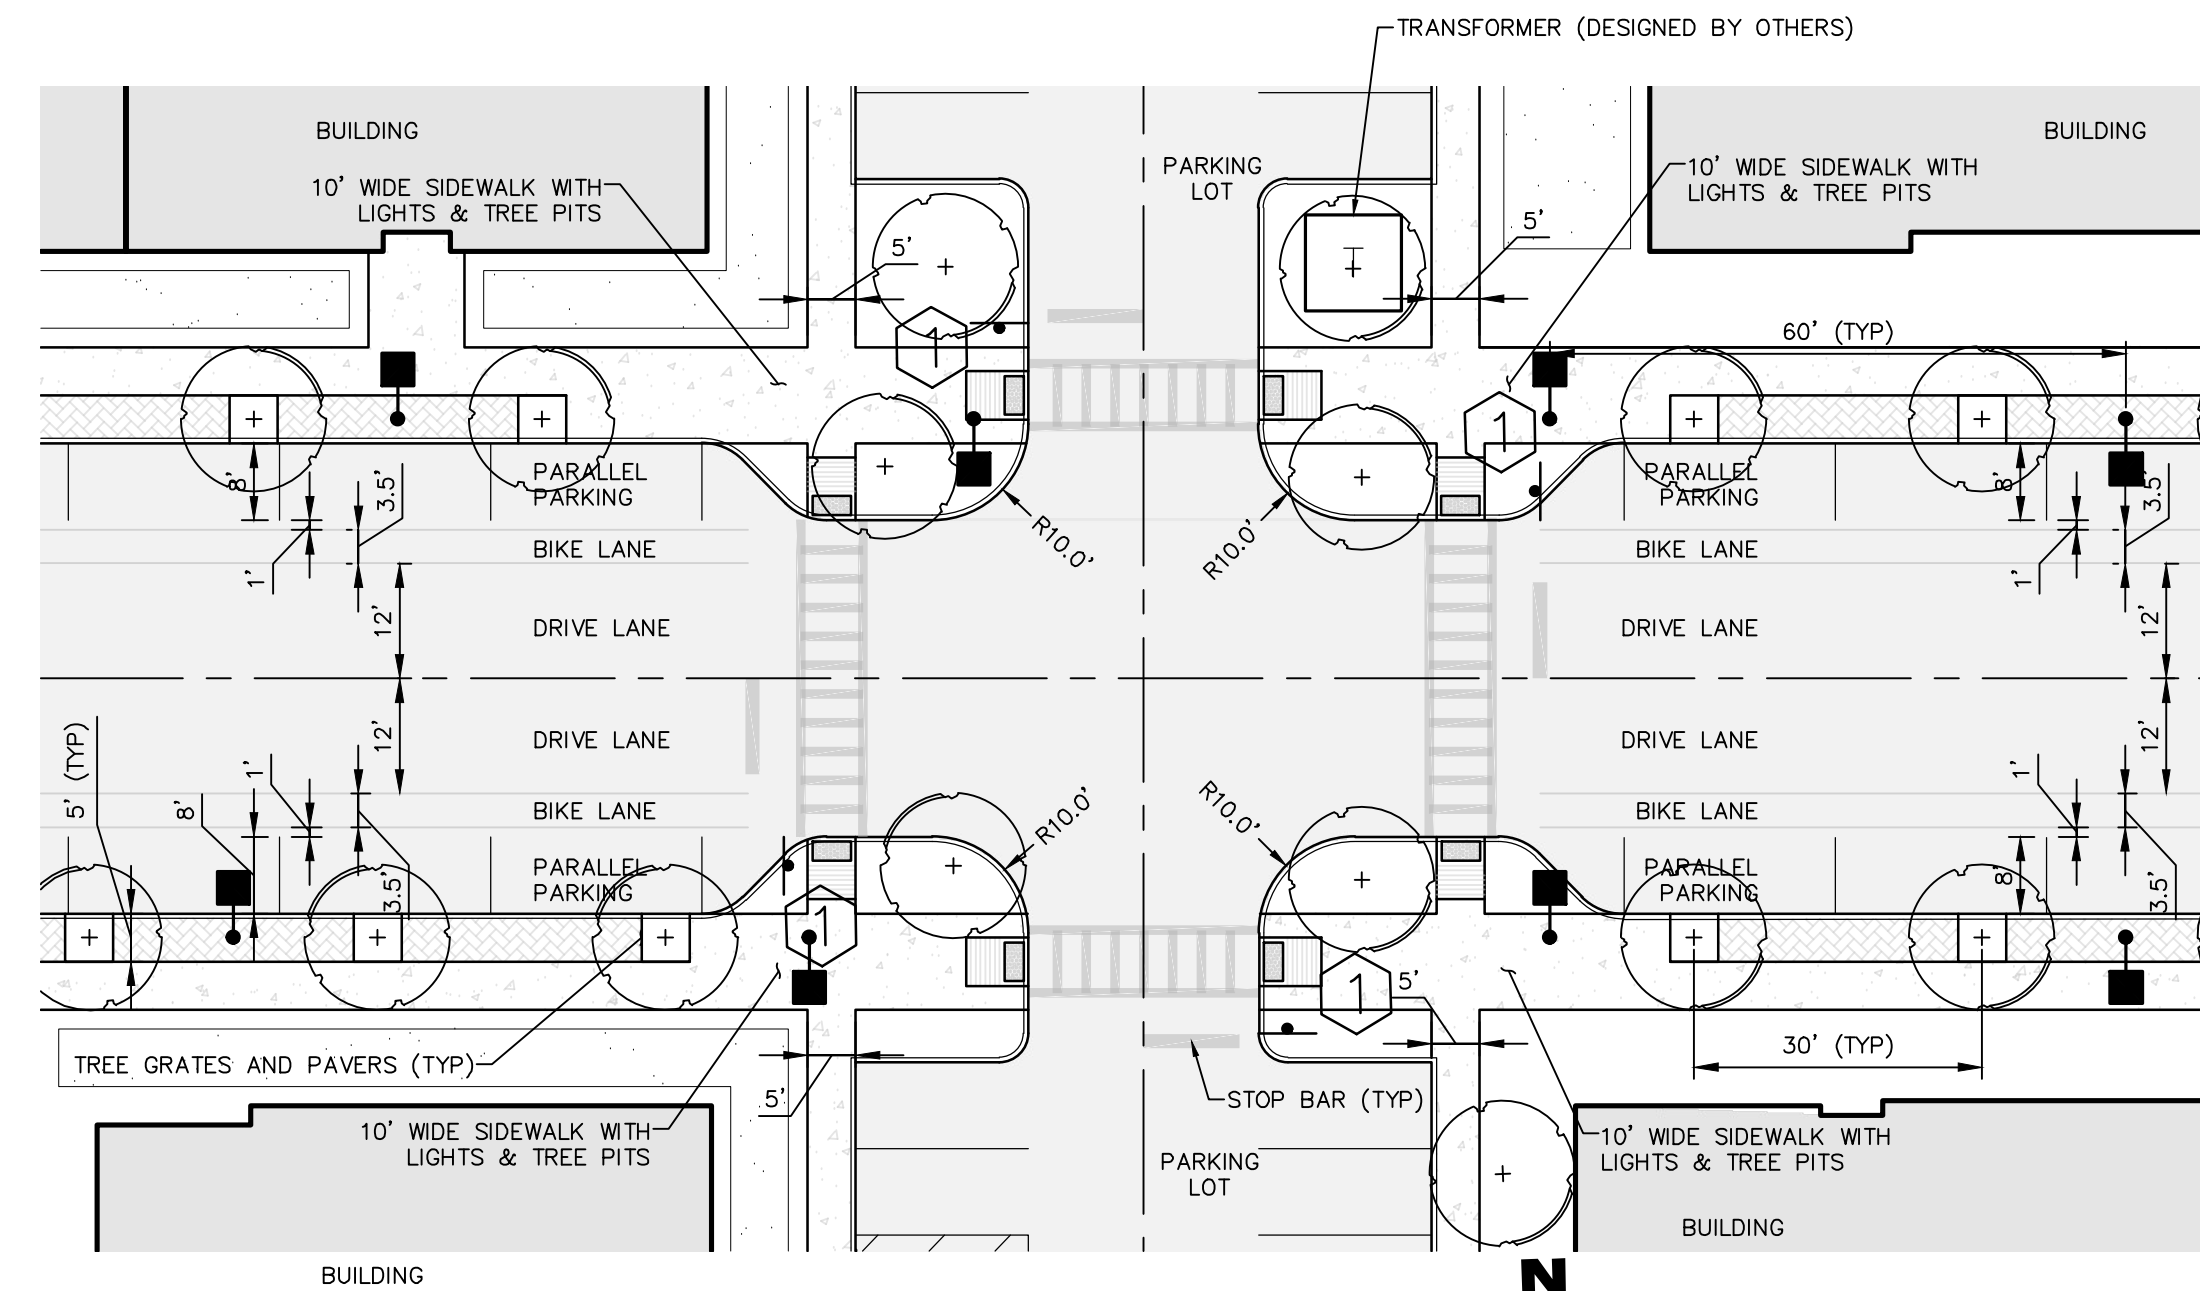 TRANSFORMER (DESIGNED BY OTHERS)
BUILDING
BUILDING
PARKING
LOT
10' WIDE SIDEWALK WITH
LIGHTS & TREE PITS
10' WIDE SIDEWALK WITH
LIGHTS & TREE PITS
5'
5'
60' (TYP)
1
1
8'
3.5'
PARALLEL
PARKING
PARALLEL
PARKING
8'
3.5'
R10.0'
R10.0'
1'
BIKE LANE
BIKE LANE
1'
12'
DRIVE LANE
DRIVE LANE
12'
5' (TYP)
12'
DRIVE LANE
DRIVE LANE
12'
8'
1'
BIKE LANE
R10.0'
R10.0'
BIKE LANE
1'
3.5'
PARALLEL
PARKING
PARALLEL
PARKING
8'
3.5'
1
1
5'
TREE GRATES AND PAVERS (TYP)
30' (TYP)
5'
STOP BAR (TYP)
10' WIDE SIDEWALK WITH
LIGHTS & TREE PITS
PARKING
LOT
10' WIDE SIDEWALK WITH
LIGHTS & TREE PITS
BUILDING
BUILDING
N